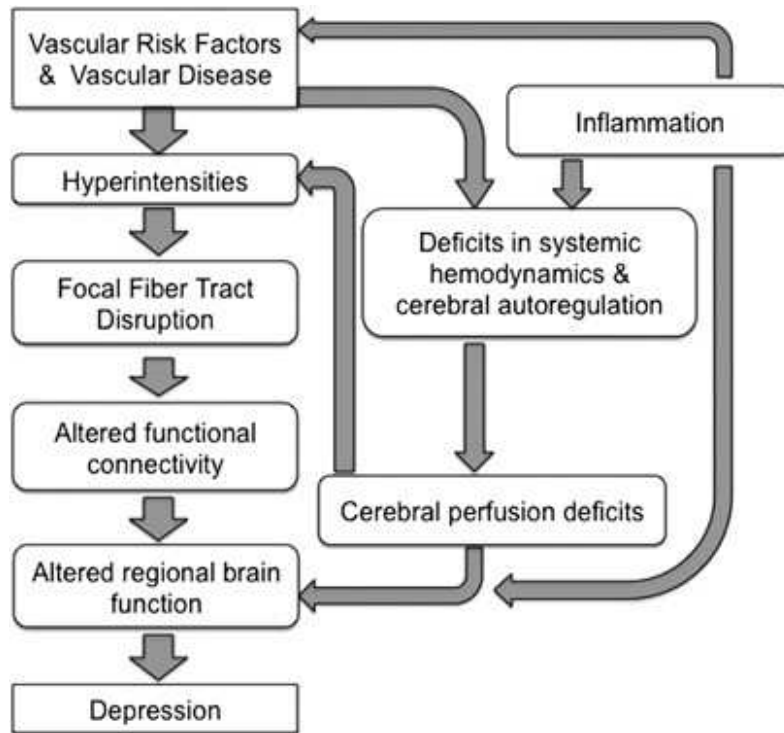 Vascular Risk Factors
& Vascular Disease
Inflammation
Hyperintensities
Deficits in systemic
hemodynamics &
cerebral autoregulation
Focal Fiber Tract
Disruption
Altered functional
connectivity
Cerebral perfusion deficits
Altered regional brain
function
Depression